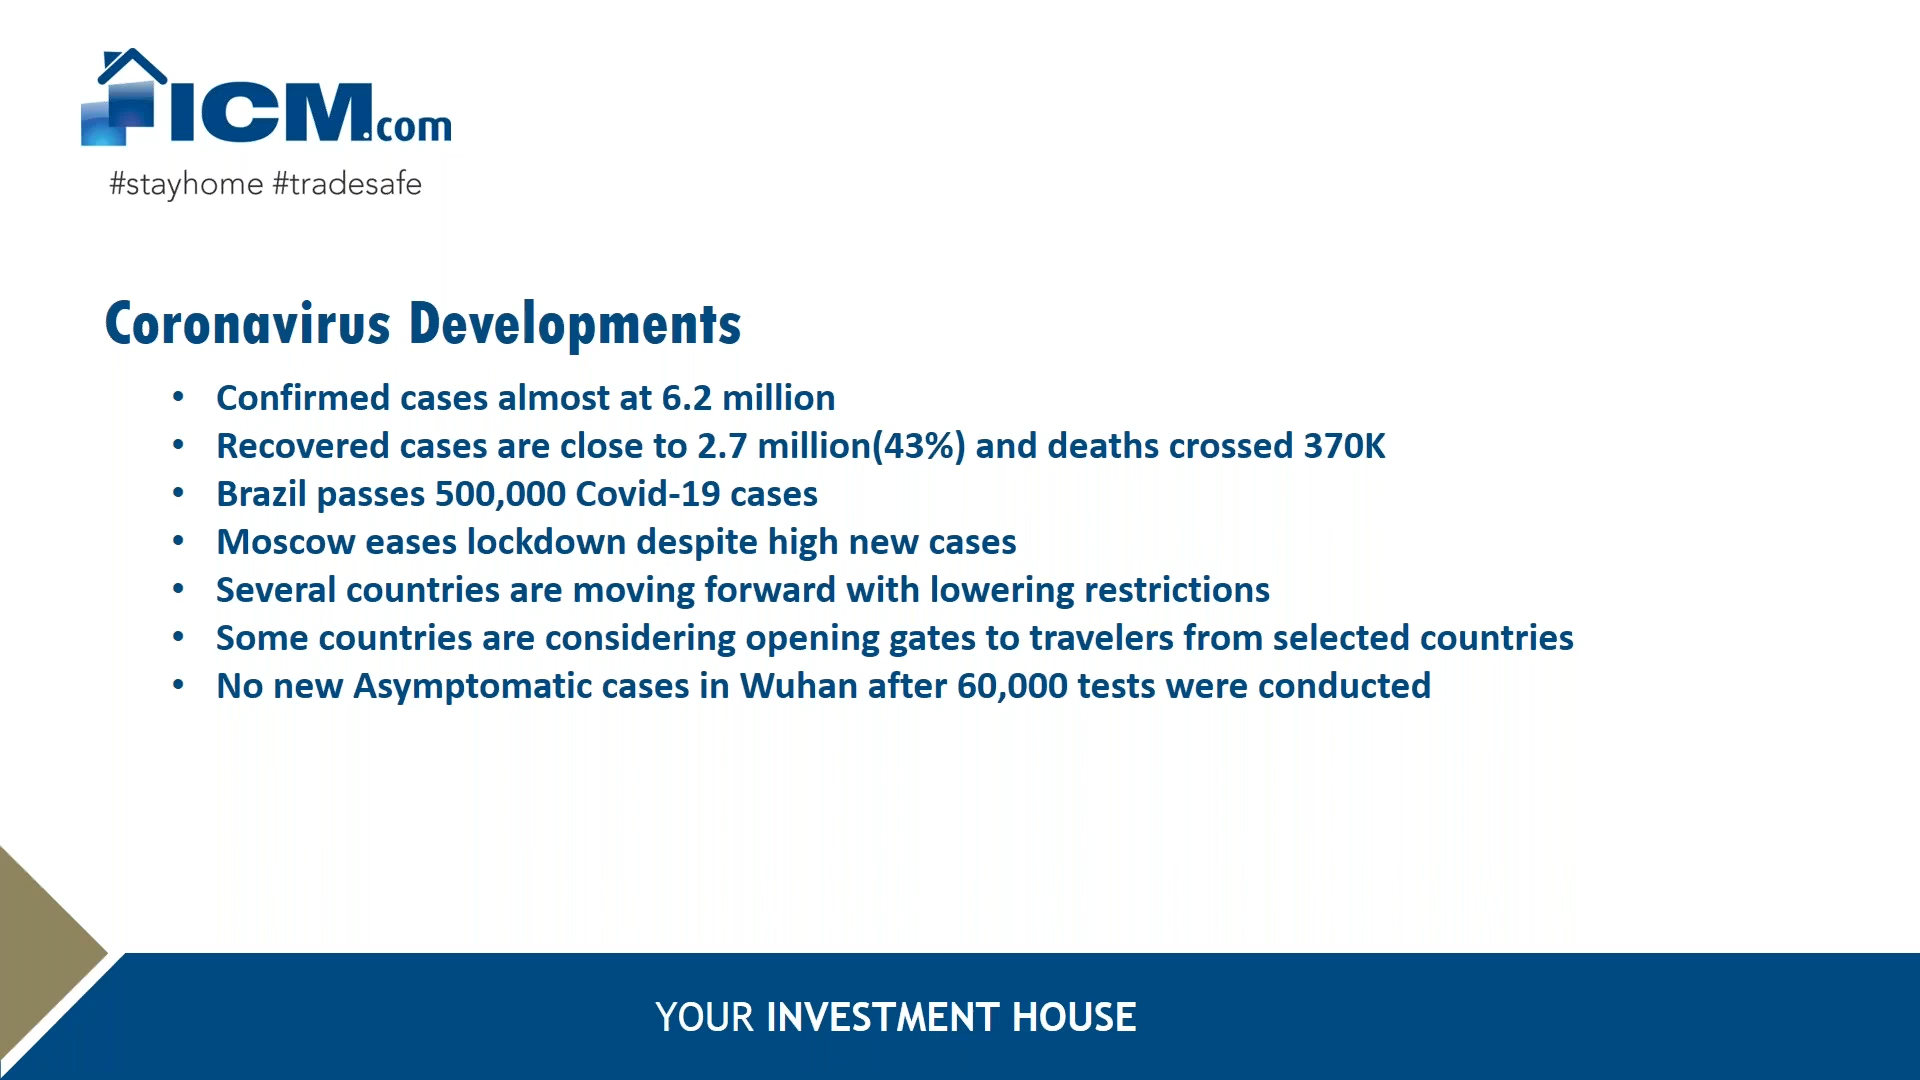 ICM.com
#stayhome #tradesafe
Coronavirus Developments
• Confirmed cases almost at 6.2 million
• Recovered cases are close to 2.7 million(43%) and deaths crossed 370K
• Brazil passes 500,000 Covid-19 cases
• Moscow eases lockdown despite high new cases
• Several countries are moving forward with lowering restrictions
• Some countries are considering opening gates to travelers from selected countries
• No new Asymptomatic cases in Wuhan after 60,000 tests were conducted
YOUR INVESTMENT HOUSE